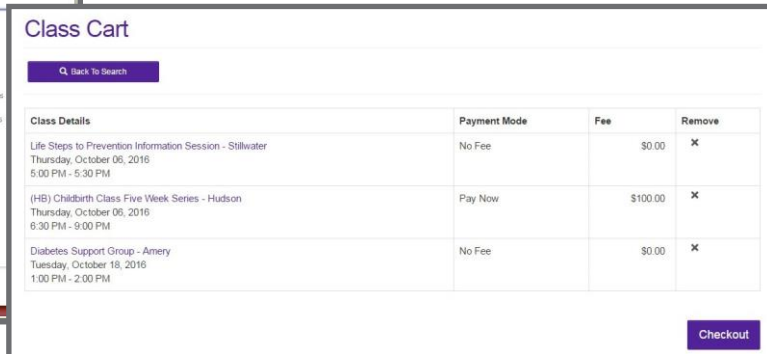 Class Cart
Back To Search
Class Details Payment Mode Fee Remove
Life Steps to Prevention Information Session - Stillwater No Fee $0.00 ×
Thursday, October 06, 2016
5:00 PM - 5:30 PM
(HB) Childbirth Class Five Week Series - Hudson Pay Now $100.00 ×
Thursday, October 06, 2016
6:30 PM - 9:00 PM
Diabetes Support Group - Amery No Fee $0.00 ×
Tuesday, October 18, 2016
1:00 PM - 2:00 PM
Checkout